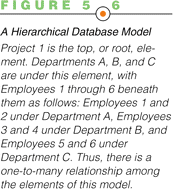 FIGURE 5 6
A Hierarchical Database Model
Project 1 is the top, or root, ele-
ment. Departments A, B, and C
are under this element, with
Employees 1 through 6 beneath
them as follows: Employees 1 and
2 under Department A, Employees
3 and 4 under Department B, and
Employees 5 and 6 under
Department C. Thus, there is a
one-to-many relationship among
the elements of this model.